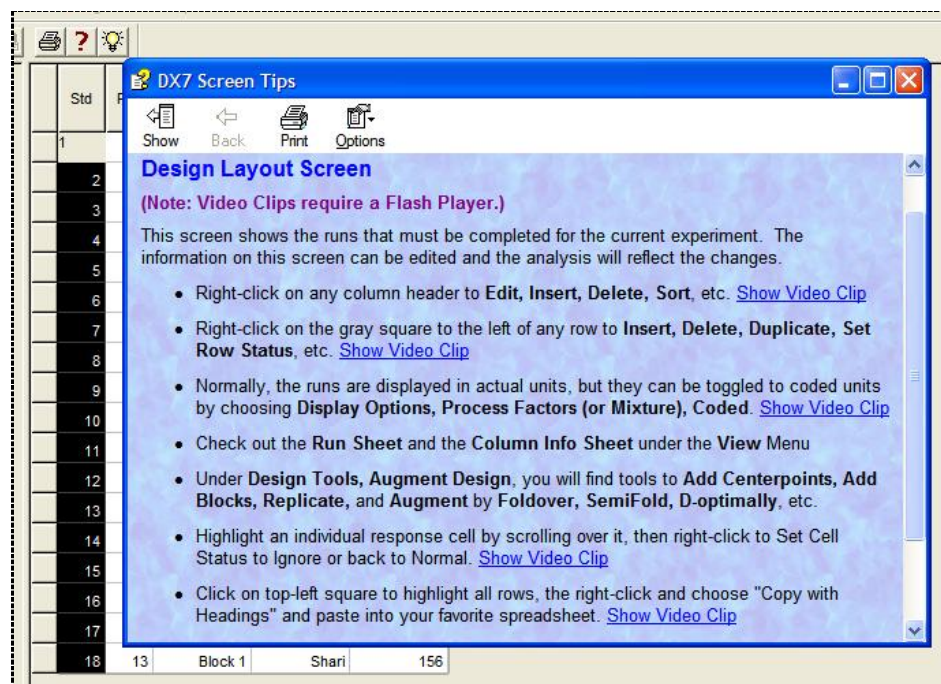 DX7 Screen Tips
Show Back Print Options
Std
1
2
3
4
5
6
7
8
9
10
11
12
13
14
15
16
17
Design Layout Screen
(Note: Video Clips require a Flash Player.)
This screen shows the runs that must be completed for the current experiment. The
information on this screen can be edited and the analysis will reflect the changes.
• Right-click on any column header to Edit, Insert, Delete, Sort, etc. Show Video Clip
• Right-click on the gray square to the left of any row to Insert, Delete, Duplicate, Set
Row Status, etc. Show Video Clip
• Normally, the runs are displayed in actual units, but they can be toggled to coded units
by choosing Display Options, Process Factors (or Mixture), Coded. Show Video Clip
• Check out the Run Sheet and the Column Info Sheet under the View Menu
• Under Design Tools, Augment Design, you will find tools to Add Centerpoints, Add
Blocks, Replicate, and Augment by Foldover, SemiFold, D-optimally, etc.
• Highlight an individual response cell by scrolling over it, then right-click to Set Cell
Status to Ignore or back to Normal. Show Video Clip
• Click on top-left square to highlight all rows, the right-click and choose "Copy with
Headings" and paste into your favorite spreadsheet. Show Video Clip
18 13 Block 1 Shari 156